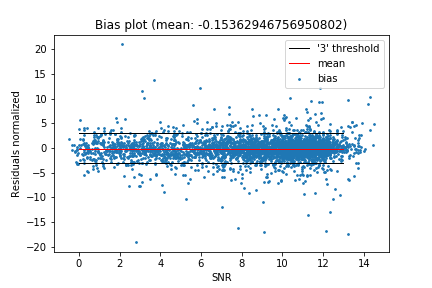 Bias plot (mean: -0.15362946756950802)
'3' threshold
mean
bias
Residuals normalized
20
15
10
5
0
−5
−10
−15
−20
0 2 4 6 8 10 12 14
SNR